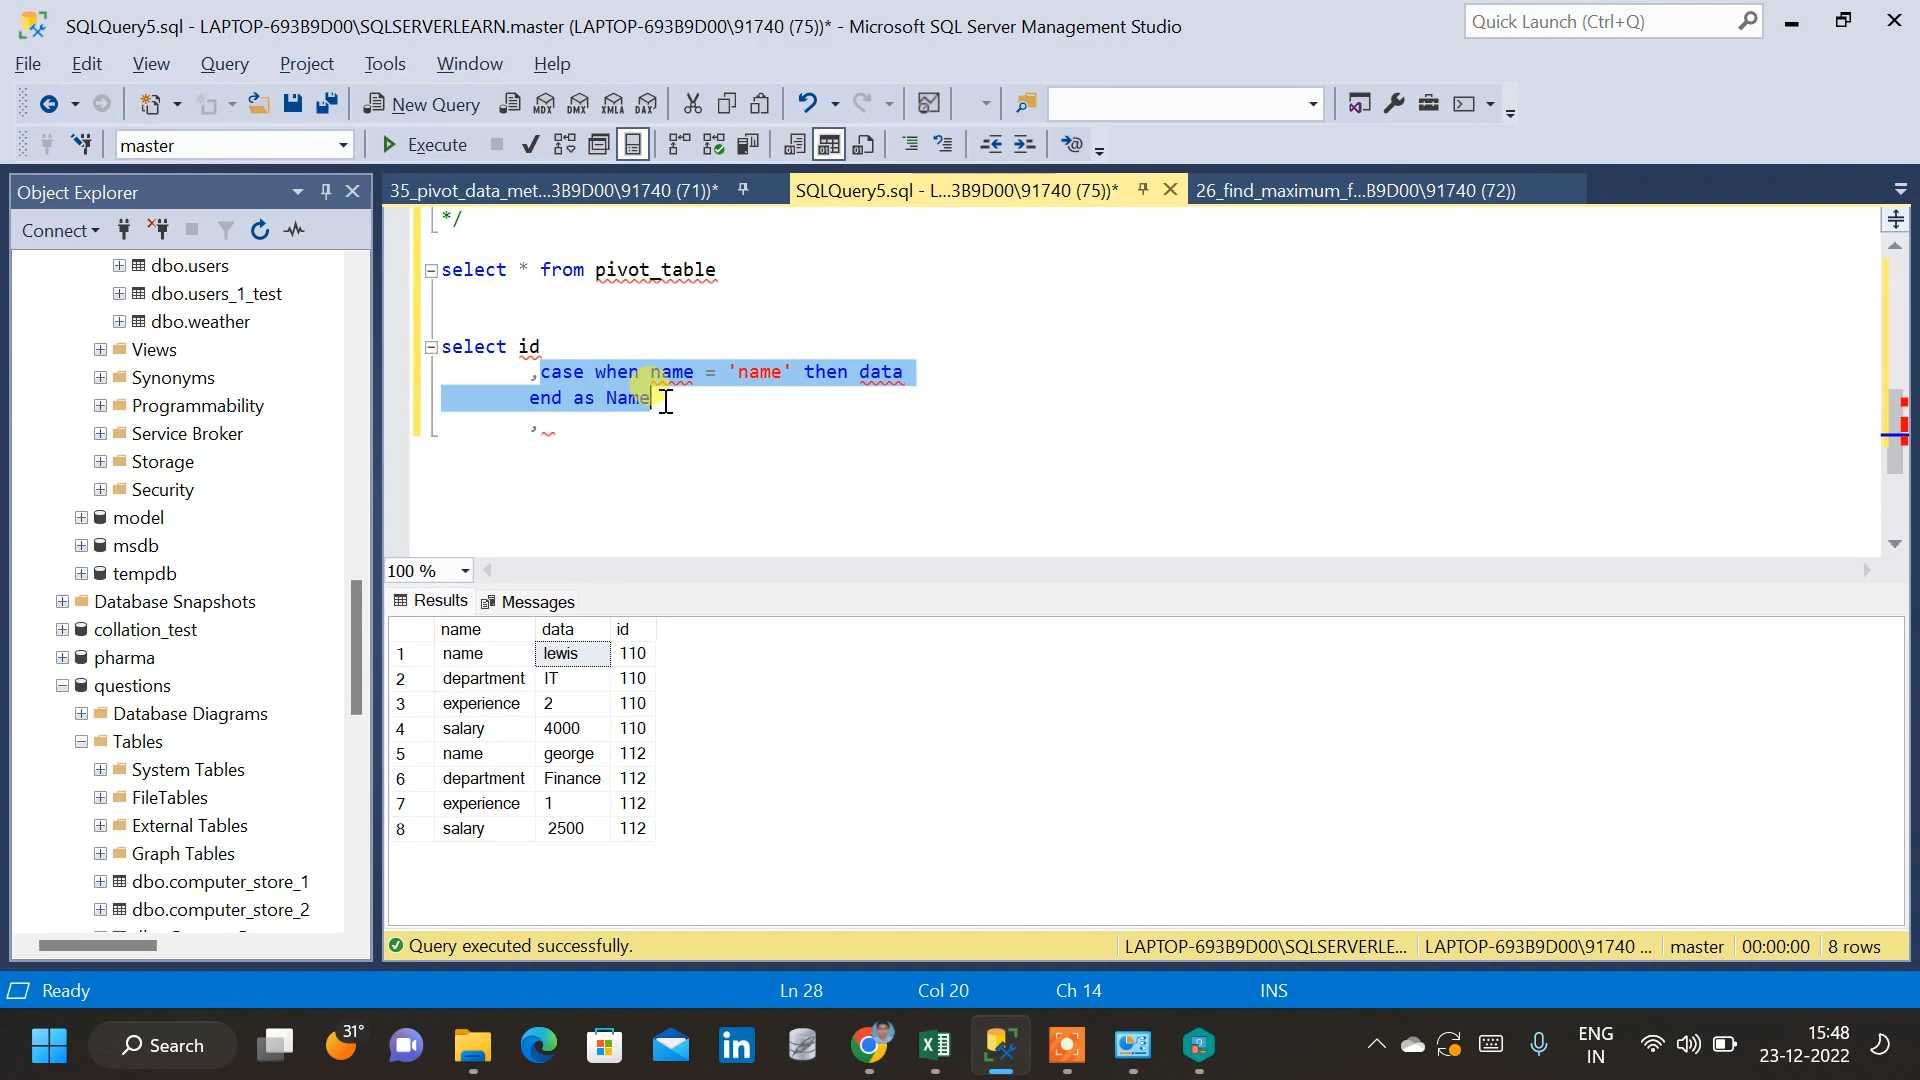 SQLQuery5.sql - LAPTOP-693B9D00\SQLSERVERLEARN.master (LAPTOP-693B9D00\91740 (75))* - Microsoft SQL Server Management Studio
Quick Launch (Ctrl+Q)
File Edit View Query Project Tools Window Help
New Query MDX DMX XMLA DAX
master Execute
Object Explorer
35_pivot_data_met...3B9D00\91740 (71))*
SQLQuery5.sql - L...3B9D00\91740 (75))*
26_find_maximum_f...B9D00\91740 (72))
Connect
dbo.users
dbo.users_1_test
dbo.weather
Views
Synonyms
Programmability
Service Broker
Storage
Security
model
msdb
tempdb
Database Snapshots
collation_test
pharma
questions
Database Diagrams
Tables
System Tables
FileTables
External Tables
Graph Tables
dbo.computer_store_1
dbo.computer_store_2
*/
select * from pivot_table
select id
,case when name = 'name' then data
end as Name
,
100 %
Results Messages
name data id
1 name lewis 110
2 department IT 110
3 experience 2 110
4 salary 4000 110
5 name george 112
6 department Finance 112
7 experience 1 112
8 salary 2500 112
Query executed successfully.
LAPTOP-693B9D00\SQLSERVERLE... LAPTOP-693B9D00\91740 ... master 00:00:00 8 rows
Ready Ln 28 Col 20 Ch 14 INS
31°
Search
ENG
IN
15:48
23-12-2022